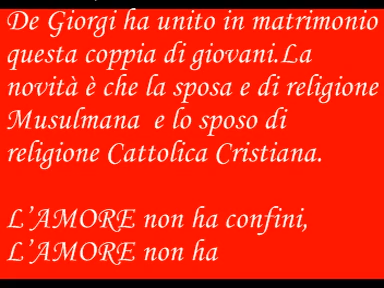 De Giorgi ha unito in matrimonio
questa coppia di giovani.La
novità è che la sposa e di religione
Musulmana e lo sposo di
religione Cattolica Cristiana.
L'AMORE non ha confini,
L'AMORE non ha